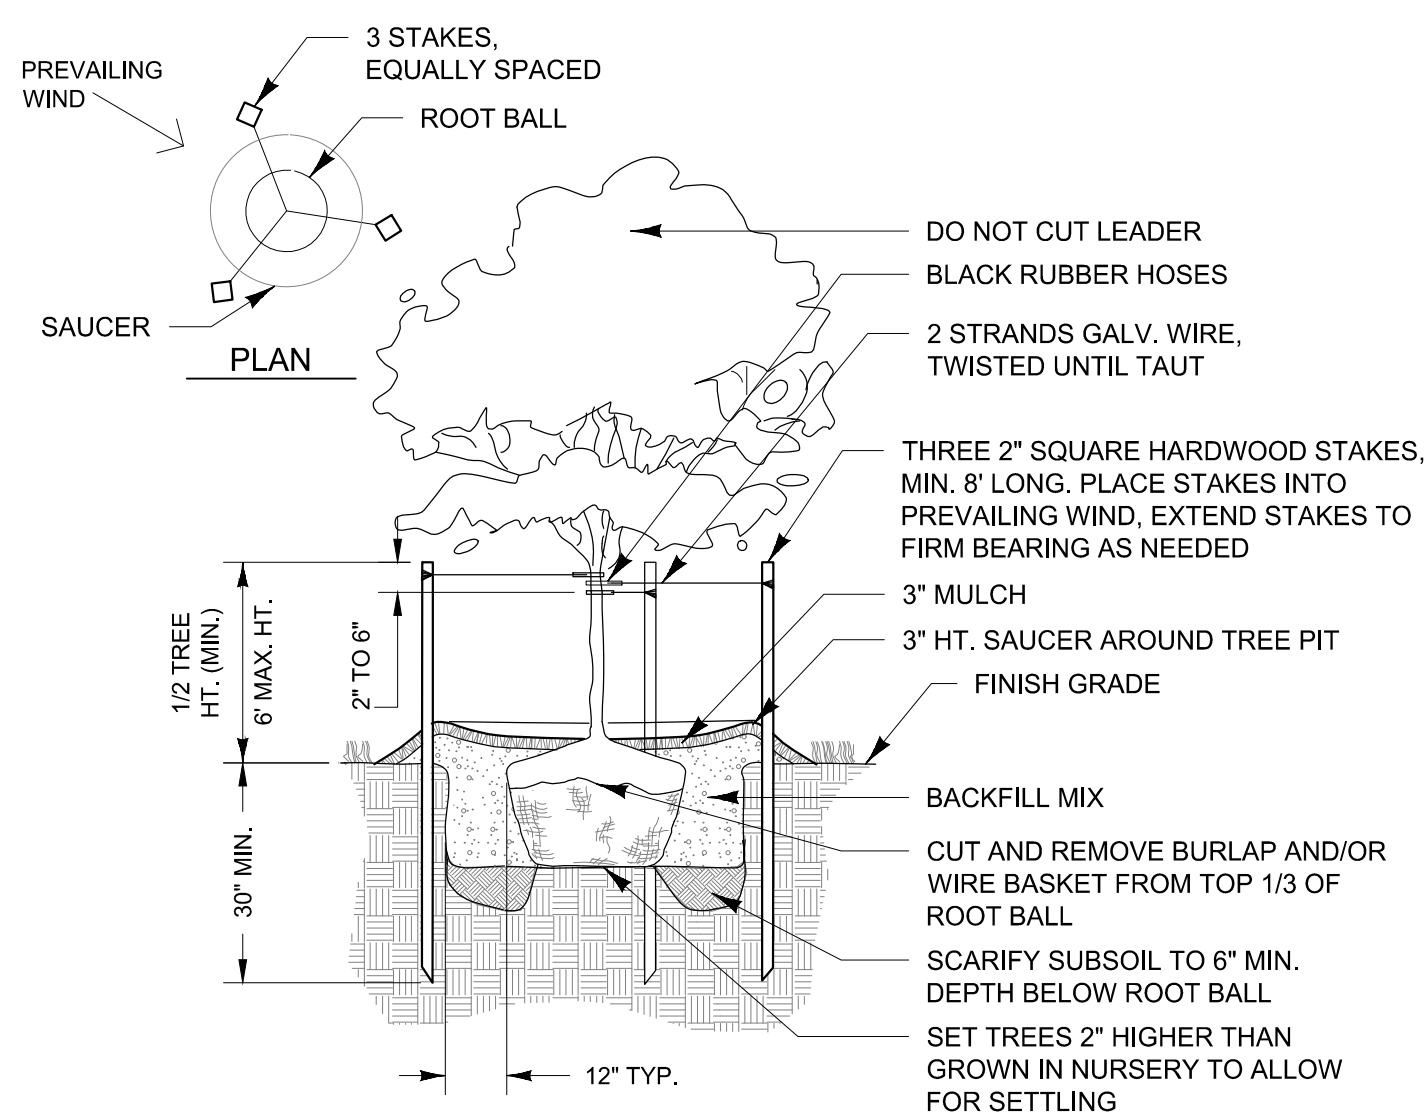 3 STAKES,
EQUALLY SPACED
PREVAILING
WIND
ROOT BALL
SAUCER
PLAN
DO NOT CUT LEADER
BLACK RUBBER HOSES
2 STRANDS GALV. WIRE,
TWISTED UNTIL TAUT
THREE 2" SQUARE HARDWOOD STAKES,
MIN. 8' LONG. PLACE STAKES INTO
PREVAILING WIND, EXTEND STAKES TO
FIRM BEARING AS NEEDED
3" MULCH
3" HT. SAUCER AROUND TREE PIT
FINISH GRADE
1/2 TREE
HT. (MIN.)
6' MAX. HT.
2" TO 6"
30" MIN.
BACKFILL MIX
CUT AND REMOVE BURLAP AND/OR
WIRE BASKET FROM TOP 1/3 OF
ROOT BALL
SCARIFY SUBSOIL TO 6" MIN.
DEPTH BELOW ROOT BALL
SET TREES 2" HIGHER THAN
GROWN IN NURSERY TO ALLOW
FOR SETTLING
12" TYP.